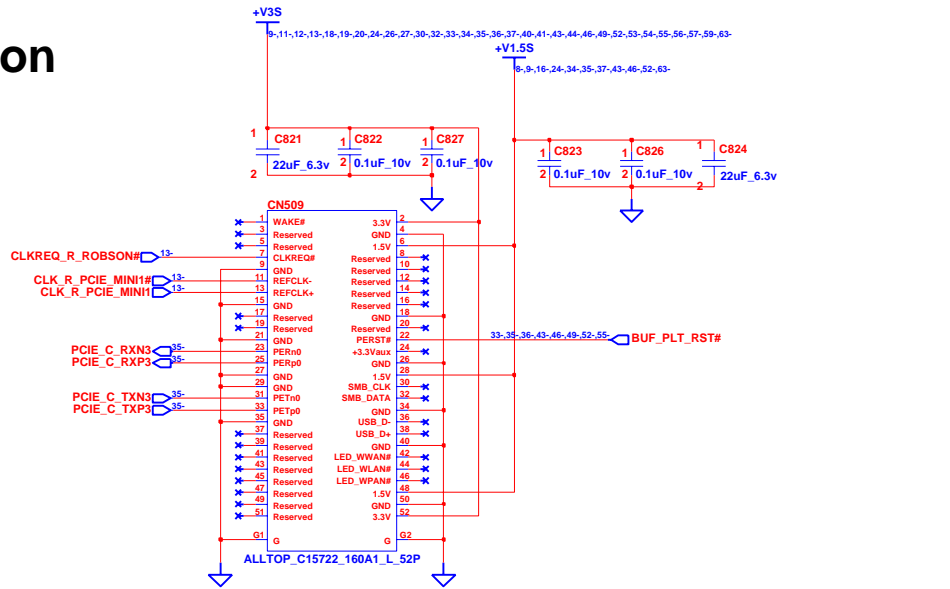 on
+V3S
9-,11-,12-,13-,18-,19-,20-,24-,26-,27-,30-,32-,33-,34-,35-,36-,37-,40-,41-,43-,44-,46-,49-,52-,53-,54-,55-,56-,57-,59-,63-
+V1.5S
8-,9-,16-,24-,34-,35-,37-,43-,46-,52-,63-
1 C821
22uF_6.3v
2
1 C822
2 0.1uF_10v
1 C827
2 0.1uF_10v
1 C823
2 0.1uF_10v
1 C826
2 0.1uF_10v
1 C824
22uF_6.3v
2
CN509
1 WAKE# 3.3V 2
3 Reserved GND 4
5 Reserved 1.5V 6
CLKREQ_R_ROBSON# 13- 7 CLKREQ# Reserved 8
9 GND Reserved 10
CLK_R_PCIE_MINI1# 13- 11 REFCLK- Reserved 12
CLK_R_PCIE_MINI1 13- 13 REFCLK+ Reserved 14
15 GND Reserved 16
17 Reserved GND 18
19 Reserved Reserved 20
21 GND PERST# 22 33-,35-,36-,43-,46-,49-,52-,55- BUF_PLT_RST#
PCIE_C_RXN3 35- 23 PERn0 +3.3Vaux 24
PCIE_C_RXP3 35- 25 PERp0 GND 26
27 GND 1.5V 28
29 GND SMB_CLK 30
PCIE_C_TXN3 35- 31 PETn0 SMB_DATA 32
PCIE_C_TXP3 35- 33 PETp0 GND 34
35 GND USB_D- 36
37 Reserved USB_D+ 38
39 Reserved GND 40
41 Reserved LED_WWAN# 42
43 Reserved LED_WLAN# 44
45 Reserved LED_WPAN# 46
47 Reserved 1.5V 48
49 Reserved GND 50
51 Reserved 3.3V 52
G1 G G G2
ALLTOP_C15722_160A1_L_52P